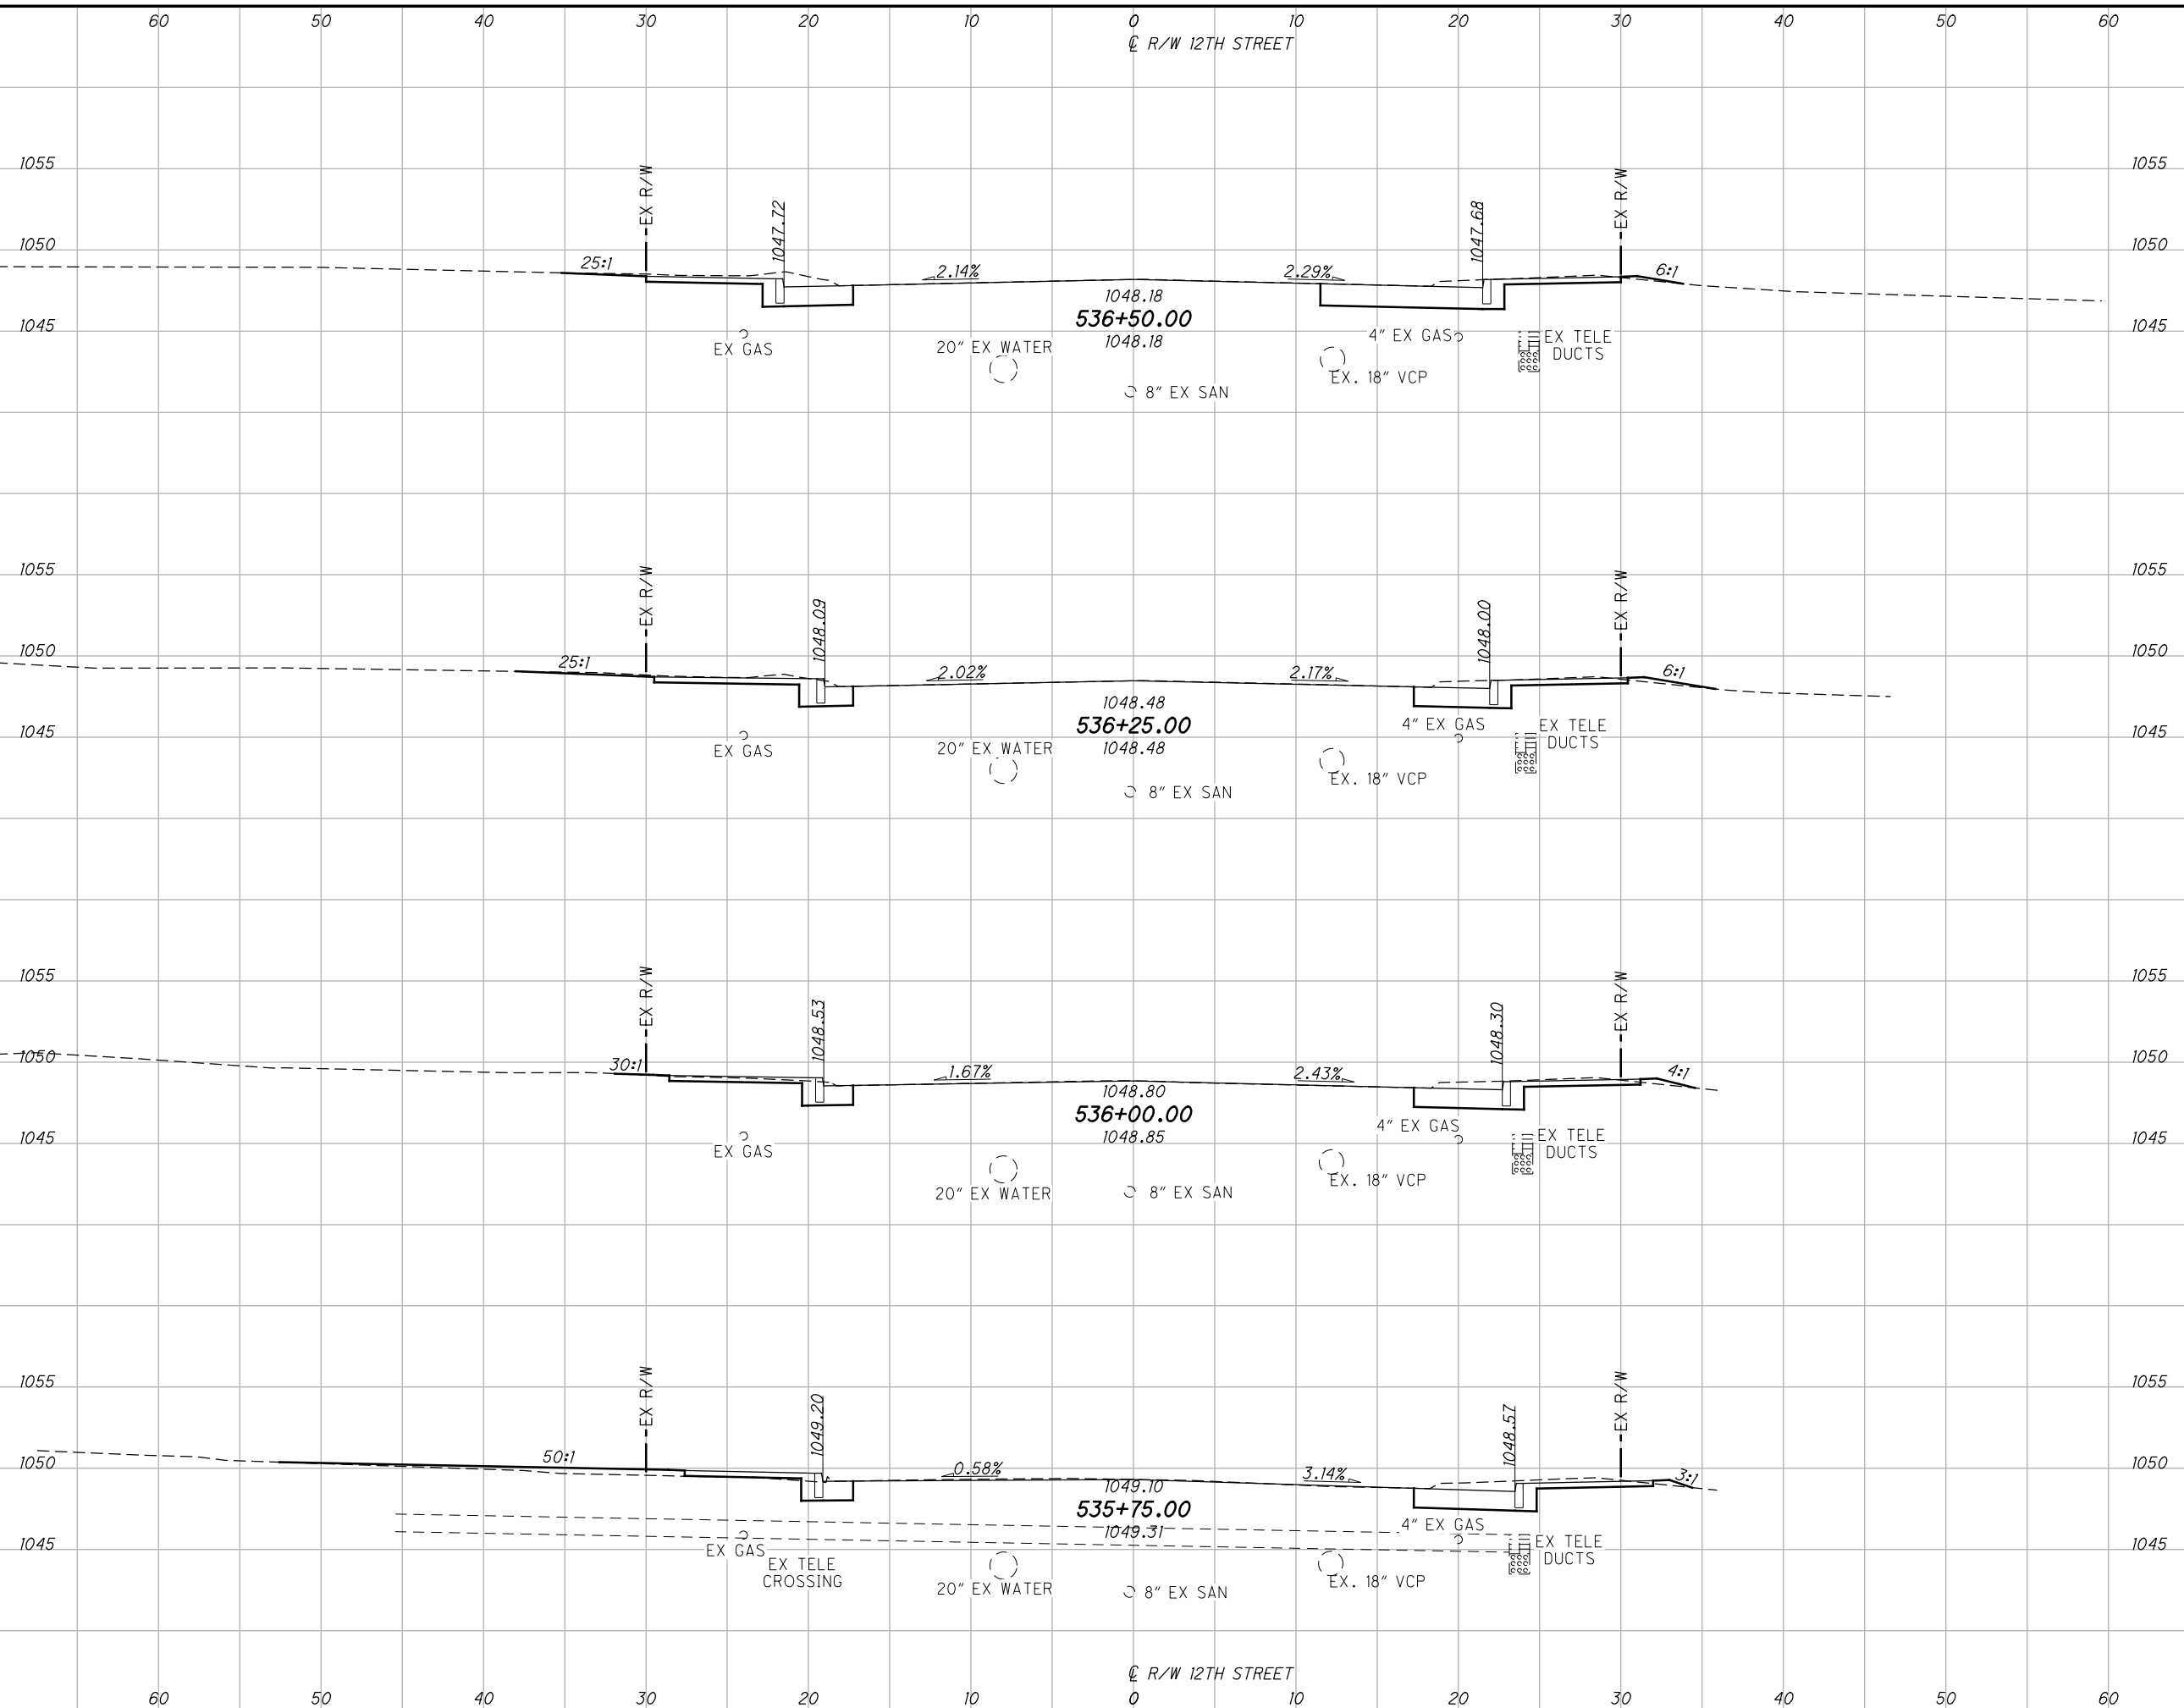 60 50 40 30 20 10 0 10 20 30 40 50 60
℄ R/W 12TH STREET
1055 EX R/W EX R/W 1055
1047.72 1047.68
1050 25:1 2.14% 2.29% 6:1 1050
1048.18
536+50.00
1048.18
1045 4" EX GAS EX TELE 1045
EX GAS 20" EX WATER DUCTS
EX. 18" VCP
8" EX SAN
1055 EX R/W EX R/W 1055
1048.09 1048.00
1050 25:1 2.02% 2.17% 6:1 1050
1048.48
536+25.00
1048.48
1045 4" EX GAS EX TELE 1045
EX GAS 20" EX WATER DUCTS
EX. 18" VCP
8" EX SAN
1055 EX R/W EX R/W 1055
1048.53 1048.30
1050 30:1 1.67% 2.43% 4:1 1050
1048.80
536+00.00
1048.85
1045 4" EX GAS EX TELE 1045
EX GAS DUCTS
20" EX WATER EX. 18" VCP
8" EX SAN
1055 EX R/W EX R/W 1055
1049.20 1048.57
1050 50:1 0.58% 3.14% 3:1 1050
1049.10
535+75.00
1049.31
1045 4" EX GAS EX TELE 1045
EX GAS DUCTS
EX TELE
CROSSING
20" EX WATER EX. 18" VCP
8" EX SAN
℄ R/W 12TH STREET
60 50 40 30 20 10 0 10 20 30 40 50 60